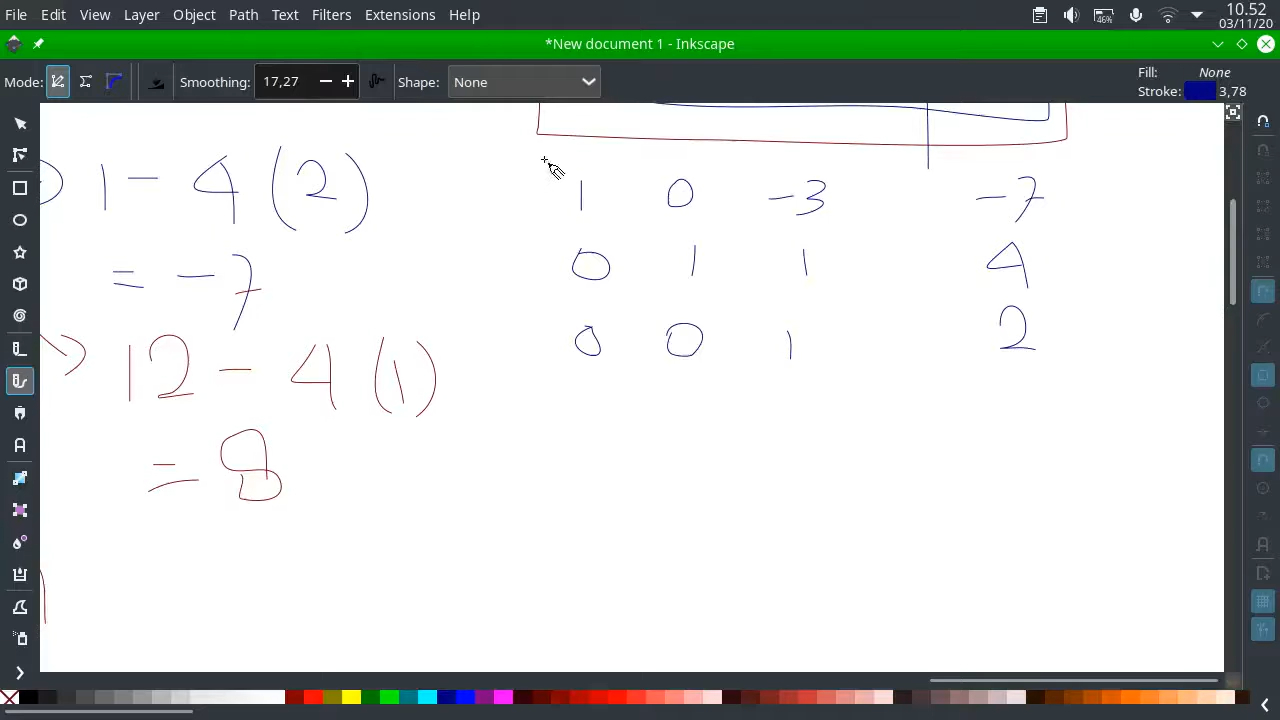 File Edit View Layer Object Path Text Filters Extensions Help
46%
10.52
03/11/20
*New document 1 - Inkscape
Mode: Smoothing: 17,27 − + Shape: None
Fill: None
Stroke: 3,78
1 - 4 (2)
= -7
12 - 4 (1)
= 8
1 0 -3 -7
0 1 1 4
0 0 1 2